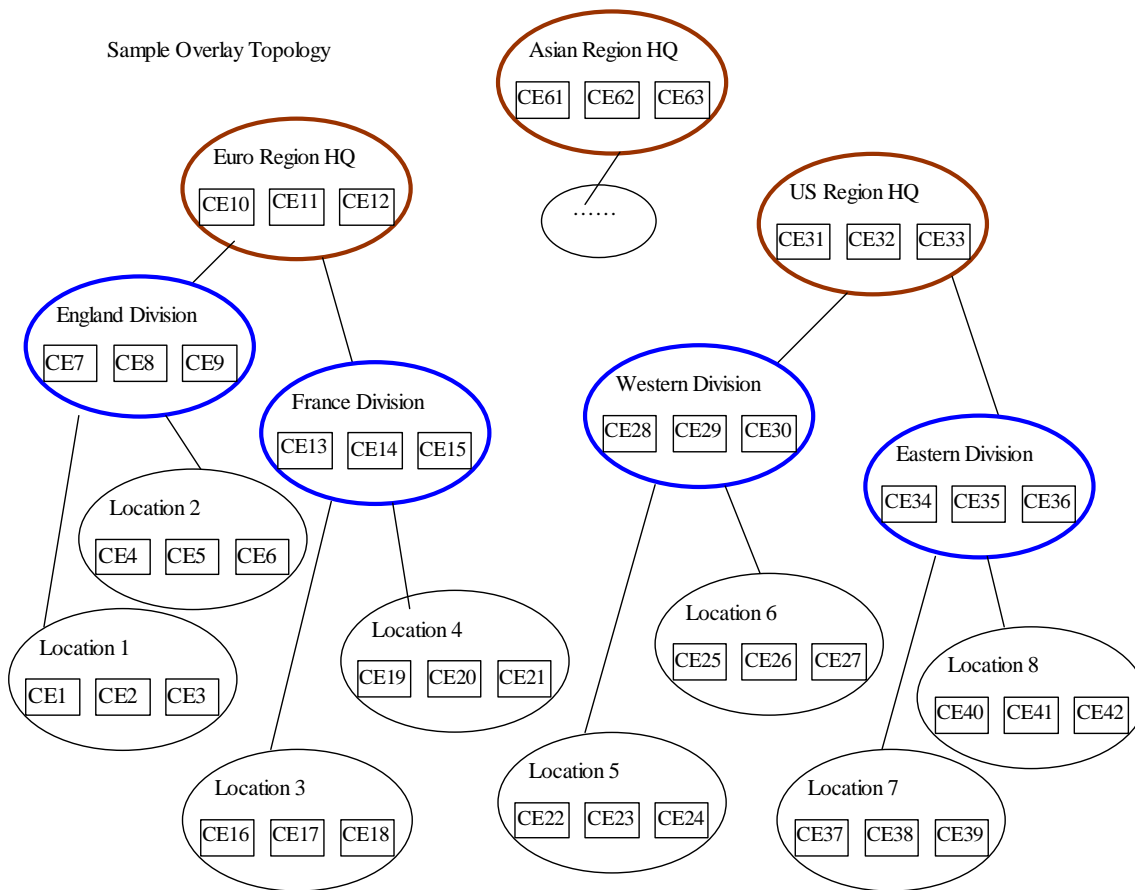 Sample Overlay Topology
Asian Region HQ
CE61 CE62 CE63
......
Euro Region HQ
CE10 CE11 CE12
US Region HQ
CE31 CE32 CE33
England Division
CE7 CE8 CE9
France Division
CE13 CE14 CE15
Western Division
CE28 CE29 CE30
Eastern Division
CE34 CE35 CE36
Location 2
CE4 CE5 CE6
Location 1
CE1 CE2 CE3
Location 4
CE19 CE20 CE21
Location 6
CE25 CE26 CE27
Location 8
CE40 CE41 CE42
Location 3
CE16 CE17 CE18
Location 5
CE22 CE23 CE24
Location 7
CE37 CE38 CE39